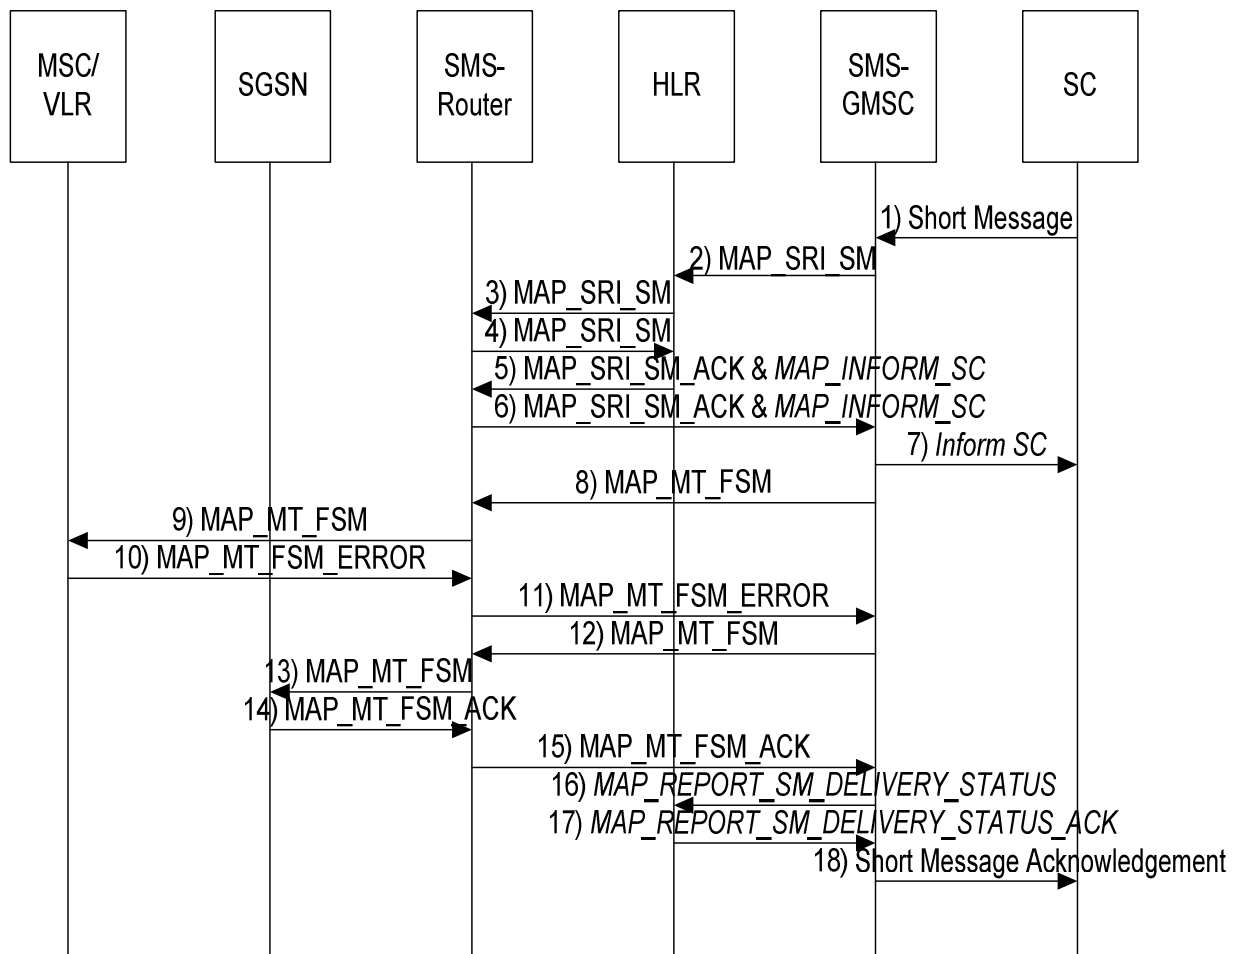 MSC/
VLR
SGSN
SMS-
Router
HLR
SMS-
GMSC
SC
1) Short Message
2) MAP_SRI_SM
3) MAP_SRI_SM
4) MAP_SRI_SM
5) MAP_SRI_SM_ACK & MAP_INFORM_SC
6) MAP_SRI_SM_ACK & MAP_INFORM_SC
7) Inform SC
8) MAP_MT_FSM
9) MAP_MT_FSM
10) MAP_MT_FSM_ERROR
11) MAP_MT_FSM_ERROR
12) MAP_MT_FSM
13) MAP_MT_FSM
14) MAP_MT_FSM_ACK
15) MAP_MT_FSM_ACK
16) MAP_REPORT_SM_DELIVERY_STATUS
17) MAP_REPORT_SM_DELIVERY_STATUS_ACK
18) Short Message Acknowledgement